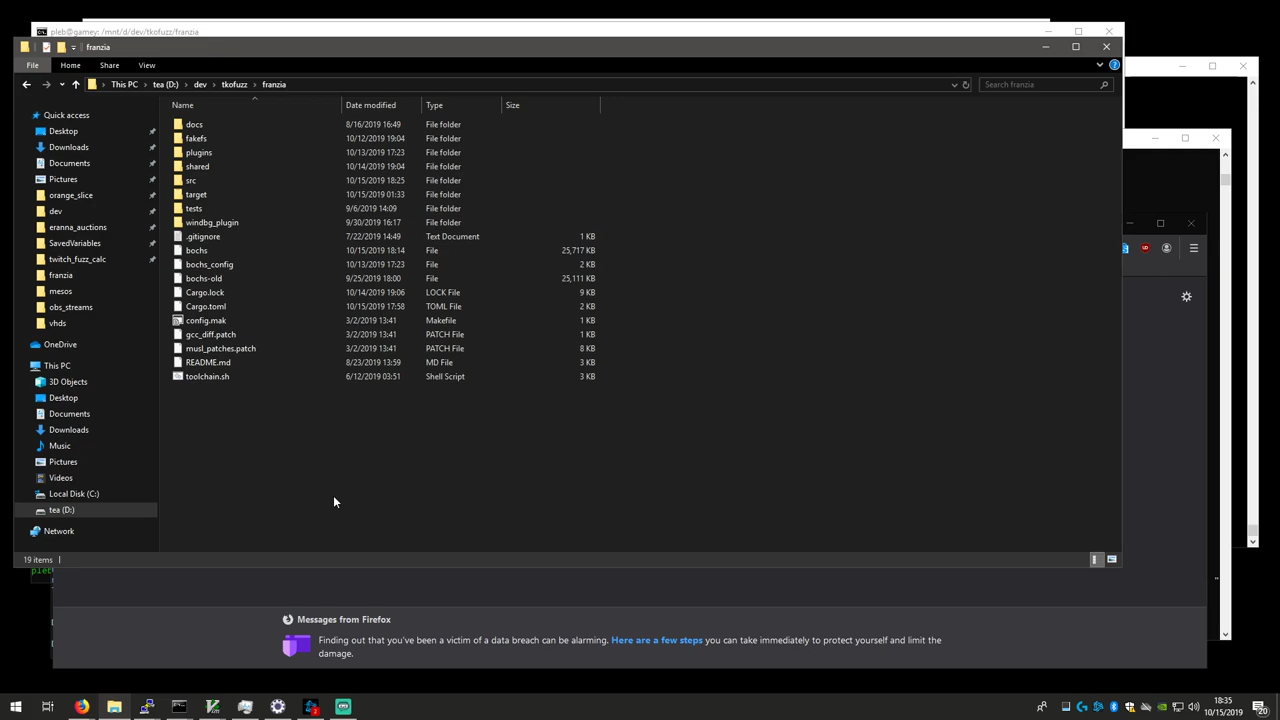 pleb@gamey: /mnt/d/dev/tkofuzz/franzia
franzia
File Home Share View
This PC tea (D:) dev tkofuzz franzia Search franzia
Name Date modified Type Size
docs 8/16/2019 16:49 File folder
fakefs 10/12/2019 19:04 File folder
plugins 10/13/2019 17:23 File folder
shared 10/14/2019 19:04 File folder
src 10/15/2019 18:25 File folder
target 10/15/2019 01:33 File folder
tests 9/6/2019 14:09 File folder
windbg_plugin 9/30/2019 16:17 File folder
.gitignore 7/22/2019 14:49 Text Document 1 KB
bochs 10/15/2019 18:14 File 25,717 KB
bochs_config 10/13/2019 17:23 File 2 KB
bochs-old 9/25/2019 18:00 File 25,111 KB
Cargo.lock 10/14/2019 19:06 LOCK File 9 KB
Cargo.toml 10/15/2019 17:58 TOML File 2 KB
config.mak 3/2/2019 13:41 Makefile 1 KB
gcc_diff.patch 3/2/2019 13:41 PATCH File 1 KB
musl_patches.patch 3/2/2019 13:41 PATCH File 8 KB
README.md 8/23/2019 13:59 MD File 3 KB
toolchain.sh 6/12/2019 03:51 Shell Script 3 KB
Quick access
Desktop
Downloads
Documents
Pictures
orange_slice
dev
eranna_auctions
SavedVariables
twitch_fuzz_calc
franzia
mesos
obs_streams
vhds
OneDrive
This PC
3D Objects
Desktop
Documents
Downloads
Music
Pictures
Videos
Local Disk (C:)
tea (D:)
Network
19 items
Messages from Firefox
Finding out that you've been a victim of a data breach can be alarming. Here are a few steps you can take immediately to protect yourself and limit the
damage.
18:35
10/15/2019
20